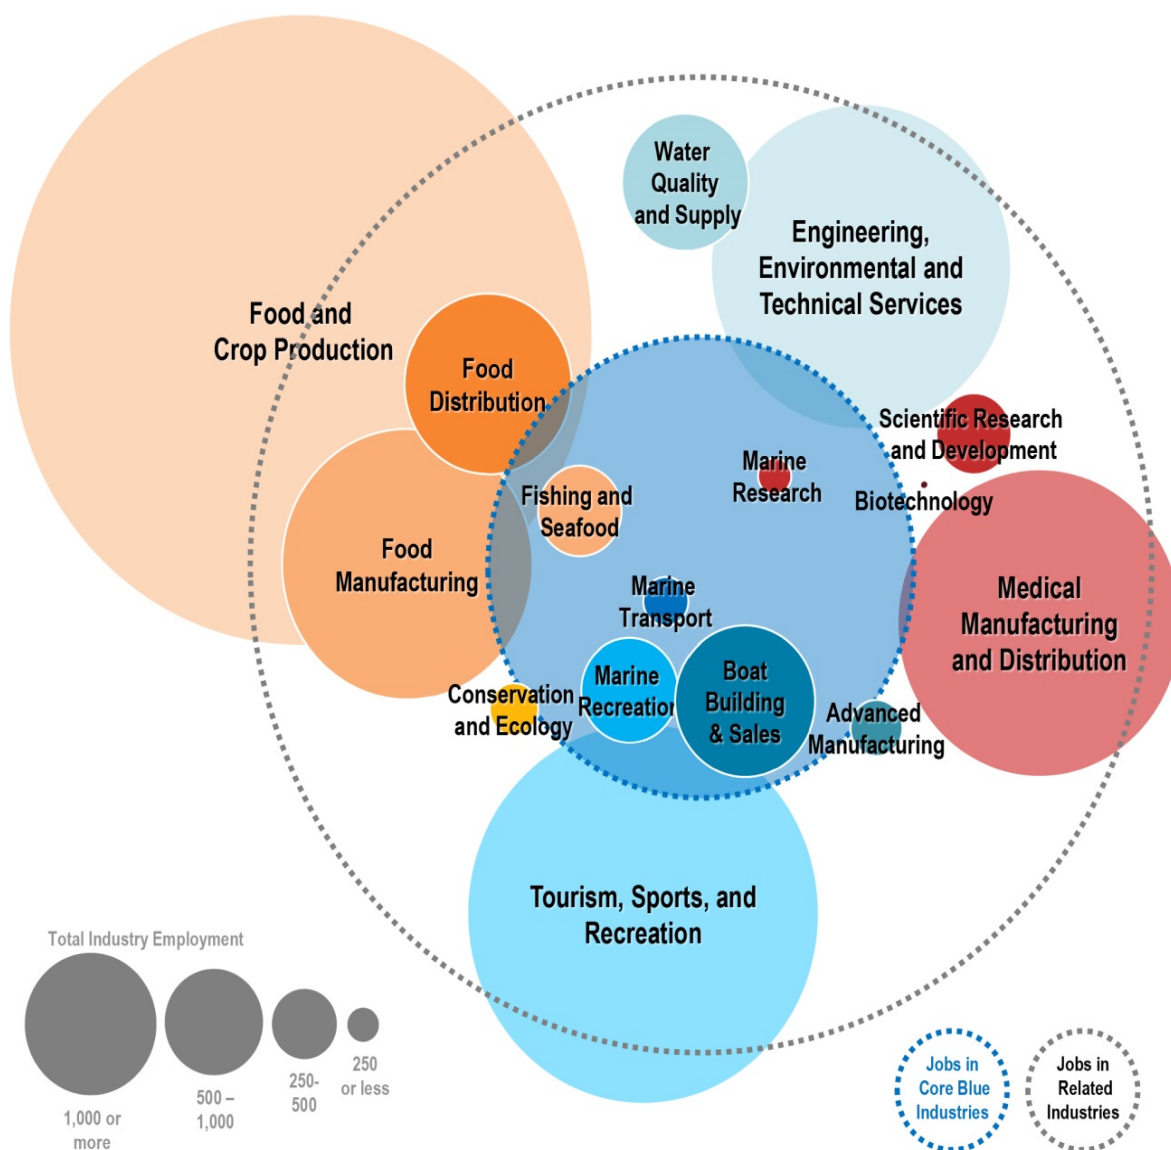 Water
Quality
and Supply
Engineering,
Environmental and
Technical Services
Food and
Crop Production
Food
Distribution
Scientific Research
and Development
Marine
Research
Biotechnology
Fishing and
Seafood
Food
Manufacturing
Marine
Transport
Medical
Manufacturing
and Distribution
Conservation
and Ecology
Marine
Recreation
Boat
Building
& Sales
Advanced
Manufacturing
Tourism, Sports, and
Recreation
Total Industry Employment
1,000 or
more
500 –
1,000
250-
500
250
or less
Jobs in
Core Blue
Industries
Jobs in
Related
Industries